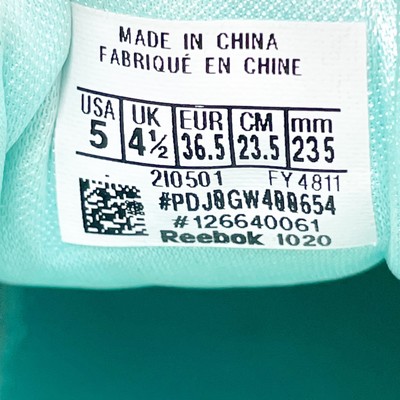 MADE IN CHINA
FABRIQUÉ EN CHINE
USA UK EUR CM mm
5 4½ 36.5 23.5 235
210501 FY4811
#PDJ0GW400654
#126640061
Reebok 1020